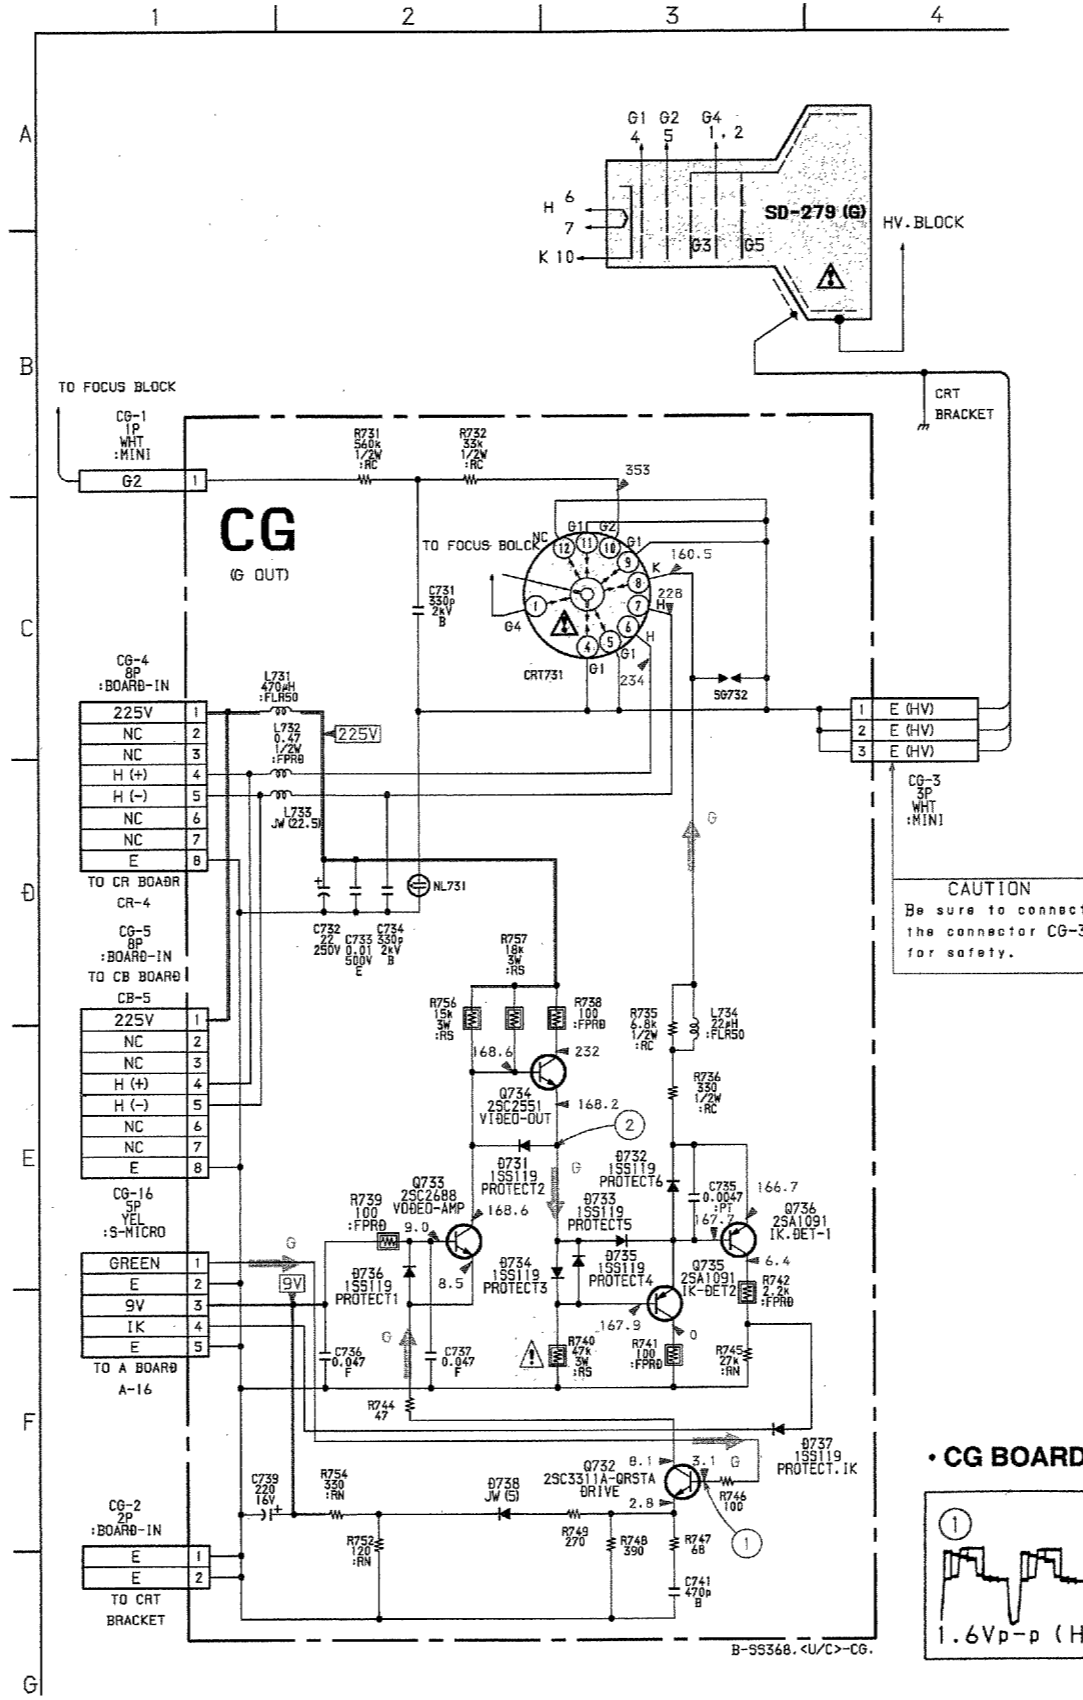 1
2
3
4
A
B
C
D
E
F
G
G1 G2 G4
4 5 1, 2
H 6
7
K 10
G3 G5
SD-279 (G)
HV.BLOCK
CRT
BRACKET
TO FOCUS BLOCK
CG-1
1P
WHT
:MINI
G2 1
R731
560k
1/2W
:RC
R732
33k
1/2W
:RC
353
CG
(G OUT)
TO FOCUS BOLCK
NC
G1
G2
G1
K
H
H
G1
G1
G4
12
11
10
9
8
7
6
5
4
1
160.5
228
234
CRT731
C731
330p
2kV
B
SG732
CG-4
8P
:BOARD-IN
225V 1
NC 2
NC 3
H (+) 4
H (-) 5
NC 6
NC 7
E 8
TO CR BOADR
CR-4
L731
470µH
:FLR50
L732
0.47
1/2W
:FPRD
L733
JW (22.5)
225V
1 E (HV)
2 E (HV)
3 E (HV)
CG-3
3P
WHT
:MINI
CAUTION
Be sure to connect
the connector CG-3
for safety.
NL731
C732
22
250V
C733
0.01
500V
E
C734
330p
2kV
B
CG-5
8P
:BOARD-IN
TO CB BOARD
CB-5
225V 1
NC 2
NC 3
H (+) 4
H (-) 5
NC 6
NC 7
E 8
R757
18k
3W
:RS
R756
15k
3W
:RS
R738
100
:FPRD
R735
6.8k
1/2W
:RC
L734
22µH
:FLR50
G
168.6
232
Q734
2SC2551
VIDEO-OUT
168.2
2
R736
330
1/2W
:RC
D731
1SS119
PROTECT2
G
D732
1SS119
PROTECT6
C735
0.0047
:PT
166.7
167.7
Q736
2SA1091
IK.DET-1
6.4
CG-16
5P
YEL
:S-MICRO
GREEN 1
E 2
9V 3
IK 4
E 5
TO A BOARD
A-16
G
9V
Q733
2SC2688
VODEO-AMP
9.0
168.6
8.5
R739
100
:FPRD
D736
1SS119
PROTECT1
D733
1SS119
PROTECT5
D734
1SS119
PROTECT3
D735
1SS119
PROTECT4
Q735
2SA1091
IK-DET2
167.9
0
R742
2.2k
:FPRD
C736
0.047
F
G
C737
0.047
F
R740
47k
3W
:RS
R741
100
:FPRD
R745
27k
:RN
R744
47
D737
1SS119
PROTECT.IK
8.1
3.1
G
Q732
2SC3311A-QRSTA
DRIVE
2.8
R746
100
1
C739
220
16V
R754
330
:RN
D738
JW (5)
R752
120
:RN
R749
270
R748
390
R747
68
C741
470p
B
CG-2
2P
:BOARD-IN
E 1
E 2
TO CRT
BRACKET
B-SS368.<U/C>-CG.
• CG BOARD
1
1.6Vp-p (H